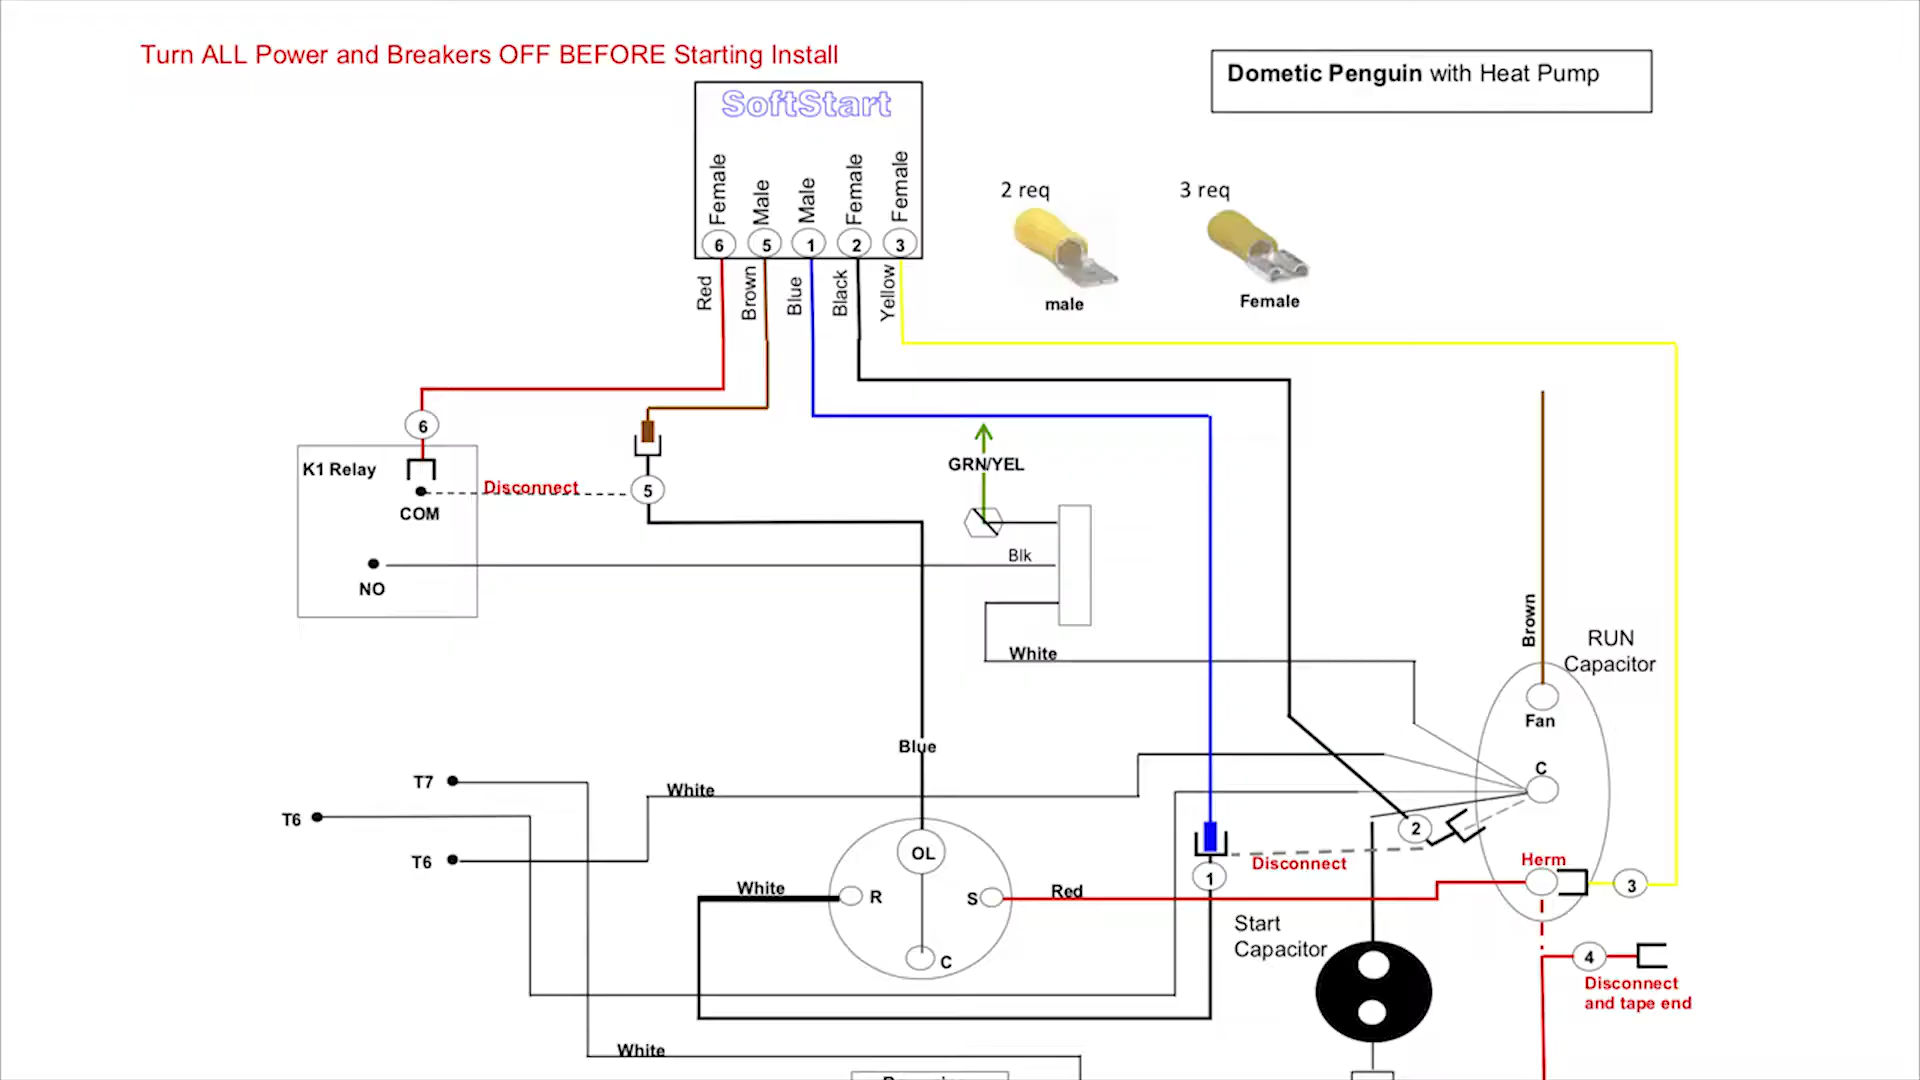 Turn ALL Power and Breakers OFF BEFORE Starting Install
Dometic Penguin with Heat Pump
SoftStart
Female
Male
Male
Female
Female
6
5
1
2
3
Red
Brown
Blue
Black
Yellow
2 req
male
3 req
Female
6
K1 Relay
COM
NO
Disconnect
5
GRN/YEL
Blk
White
Brown
RUN
Capacitor
Fan
C
Blue
T7
T6
T6
White
White
OL
R
S
C
Red
1
Disconnect
2
Herm
3
Start
Capacitor
4
Disconnect
and tape end
White